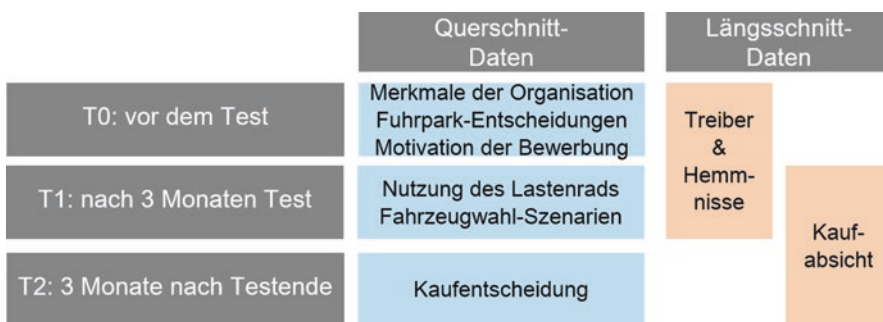 Querschnitt-
Daten
Längsschnitt-
Daten
T0: vor dem Test
Merkmale der Organisation
Fuhrpark-Entscheidungen
Motivation der Bewerbung
Treiber
&
Hemm-
nisse
T1: nach 3 Monaten Test
Nutzung des Lastenrads
Fahrzeugwahl-Szenarien
Kauf-
absicht
T2: 3 Monate nach Testende
Kaufentscheidung